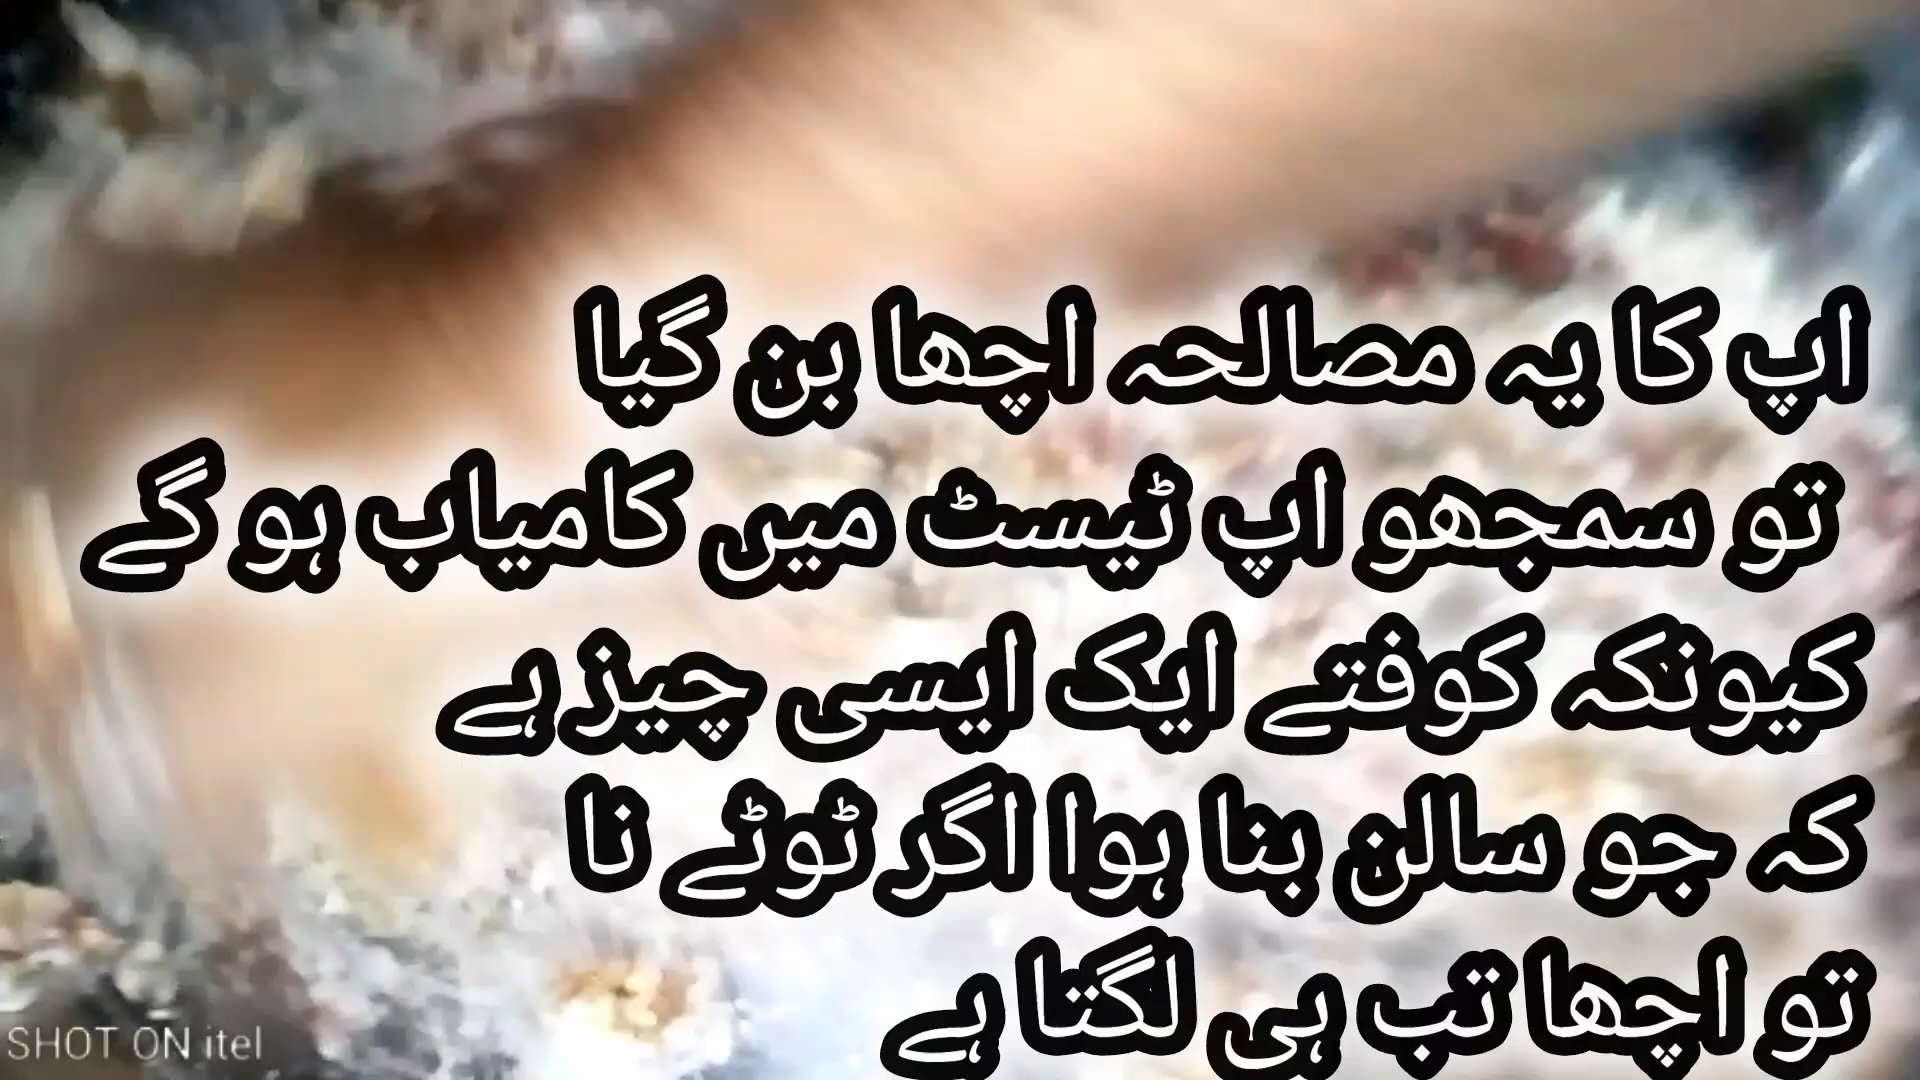 اپ کا یہ مصالحہ اچھا بن گیا
تو سمجھو اپ ٹیسٹ میں کامیاب ہو گے
کیونکہ کوفتے ایک ایسی چیز ہے
کہ جو سالن بنا ہوا اگر ٹوٹے نا
تو اچھا تب ہی لگتا ہے
SHOT ON itel